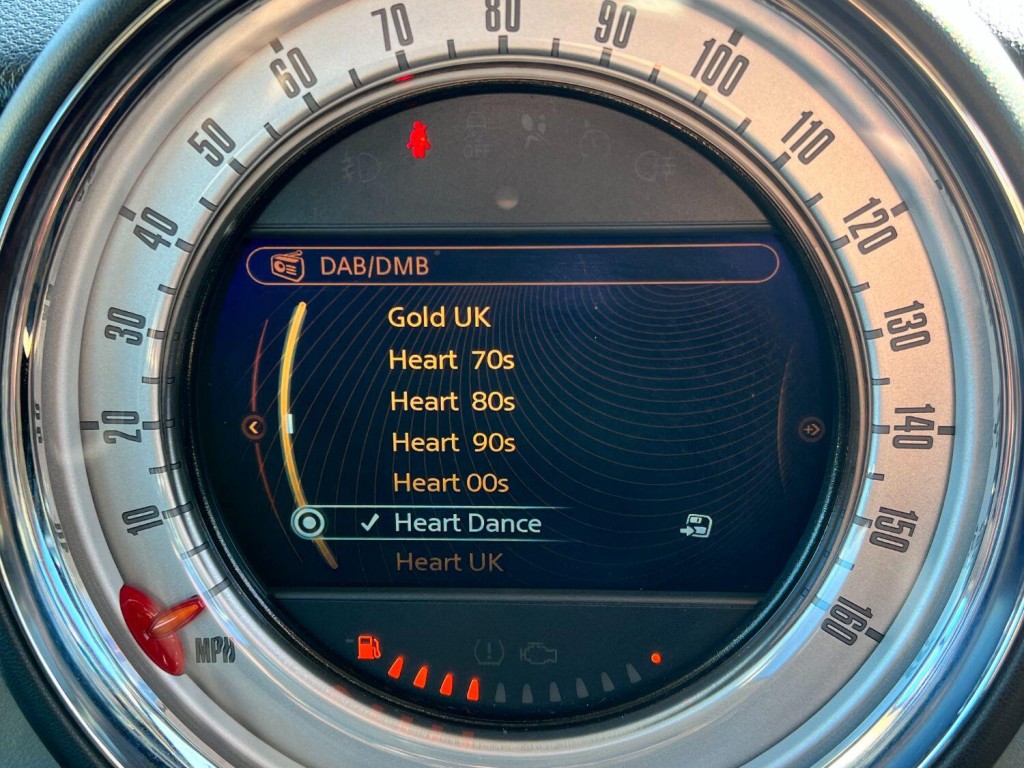 10
20
30
40
50
60
70
80
90
100
110
120
130
140
150
160
MPH
OFF
DAB/DMB
Gold UK
Heart 70s
Heart 80s
Heart 90s
Heart 00s
Heart Dance
Heart UK